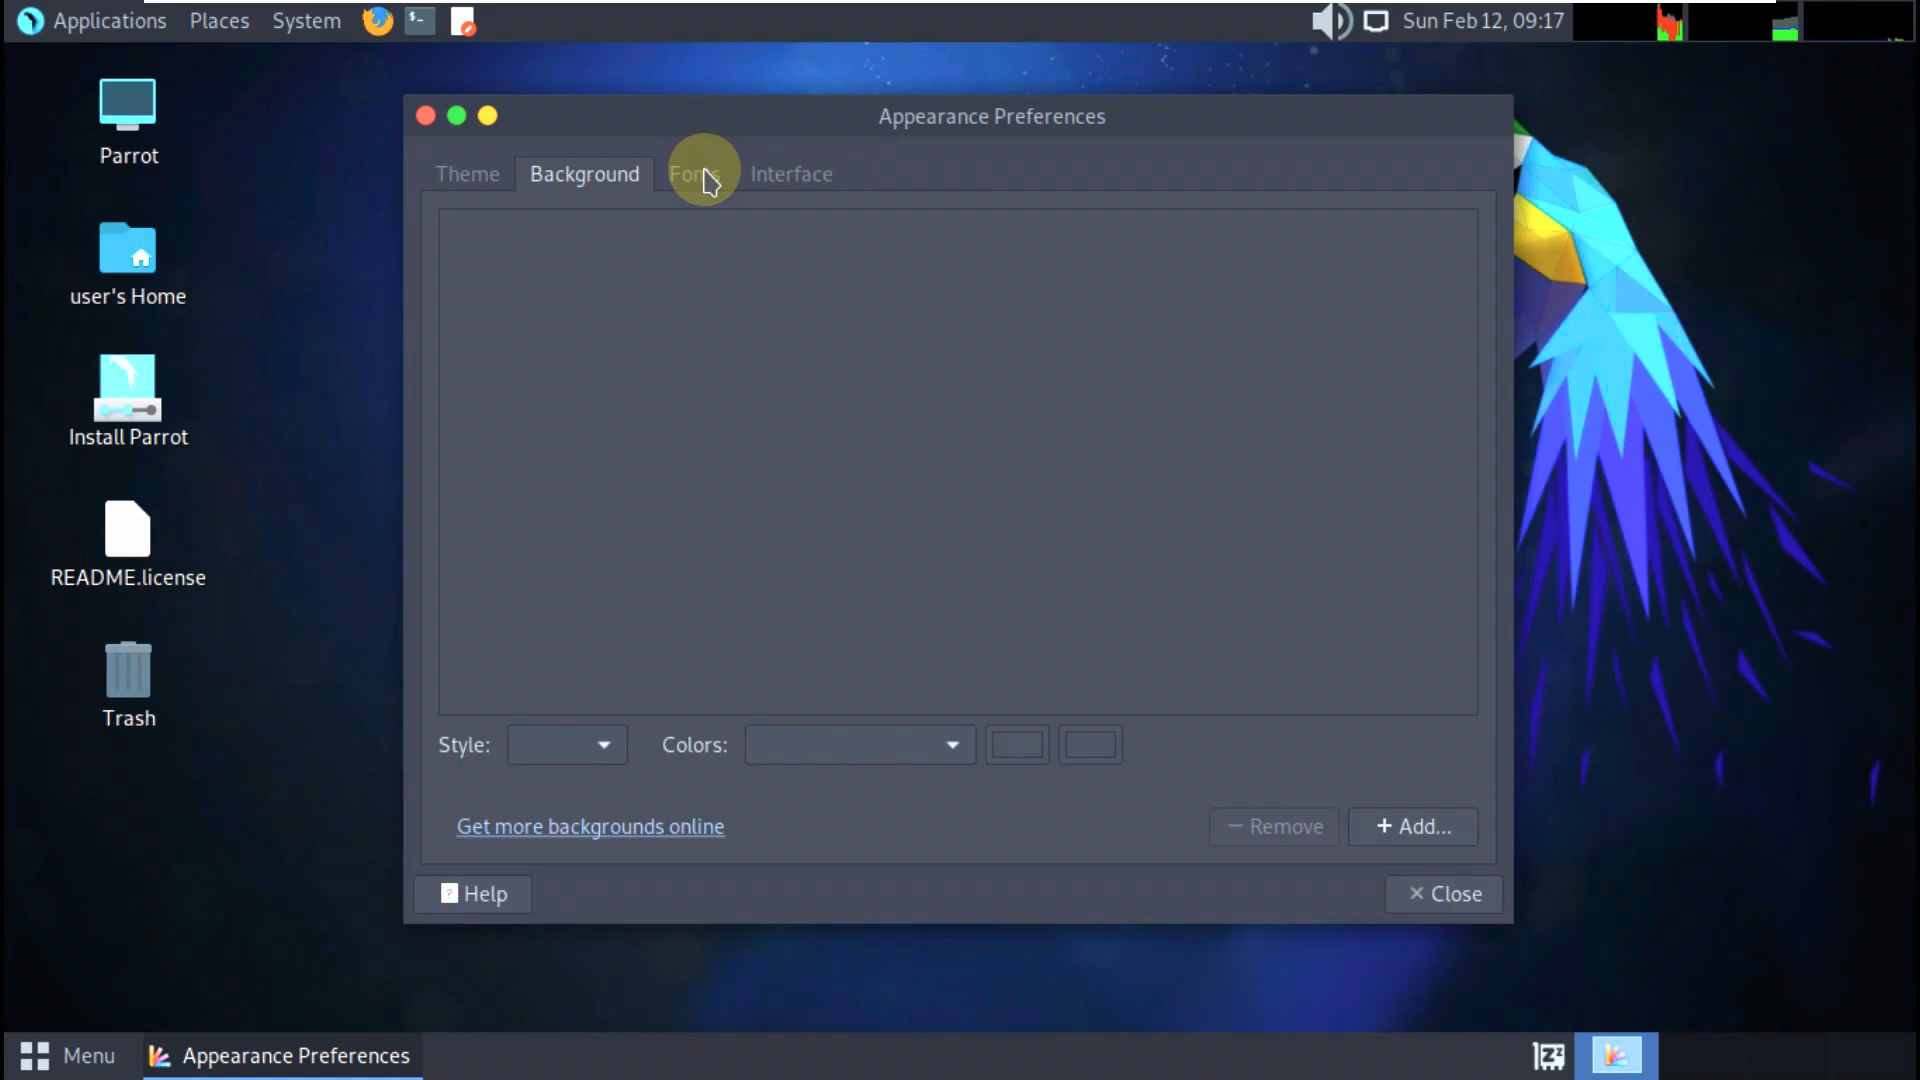 Applications Places System
Sun Feb 12, 09:17
Parrot
user's Home
Install Parrot
README.license
Trash
Appearance Preferences
Theme Background Fonts Interface
Style:
Colors:
Get more backgrounds online
Remove
+ Add...
Help
Close
Menu
Appearance Preferences